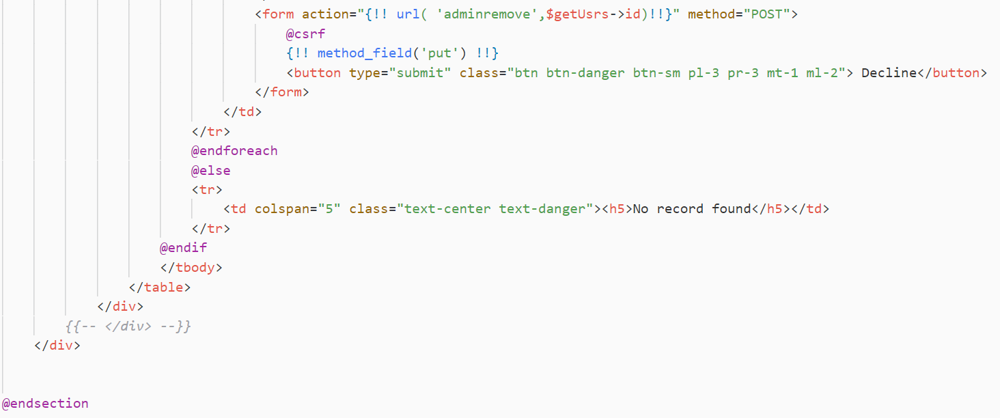 <form action="{!! url( 'adminremove',$getUsrs->id)!!}" method="POST">
@csrf
{!! method_field('put') !!}
<button type="submit" class="btn btn-danger btn-sm pl-3 pr-3 mt-1 ml-2"> Decline</button>
</form>
</td>
</tr>
@endforeach
@else
<tr>
<td colspan="5" class="text-center text-danger"><h5>No record found</h5></td>
</tr>
@endif
</tbody>
</table>
</div>
{{-- </div> --}}
</div>
@endsection